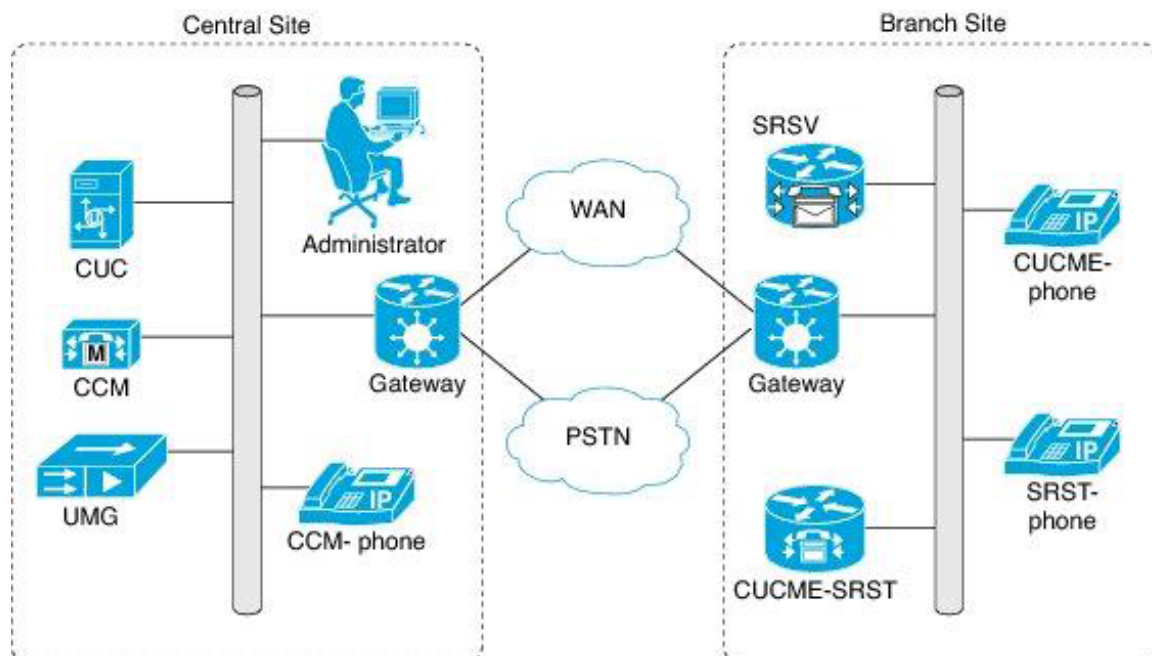 Central Site
Branch Site
SRSV
WAN
IP
Administrator
CUC
CUCME-
phone
M
CCM
Gateway
Gateway
PSTN
IP
UMG
IP
SRST-
phone
CCM- phone
CUCME-SRST